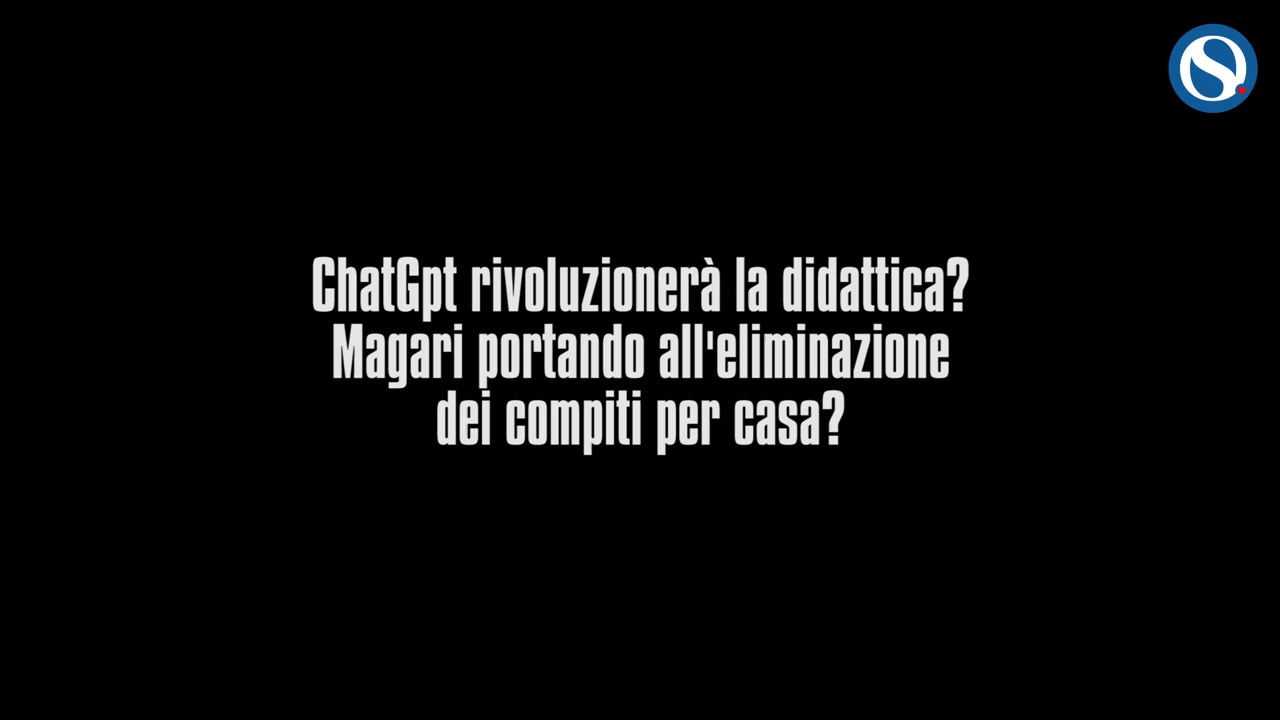 ChatGpt rivoluzionerà la didattica?
Magari portando all'eliminazione
dei compiti per casa?